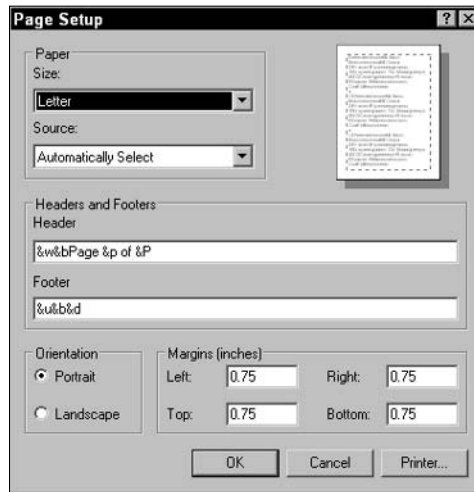 Page Setup
Paper
Size:
Letter
Source:
Automatically Select
Headers and Footers
Header
&w&bPage &p of &P
Footer
&u&b&d
Orientation
Portrait
Landscape
Margins (inches)
Left: 0.75 Right: 0.75
Top: 0.75 Bottom: 0.75
OK Cancel Printer...